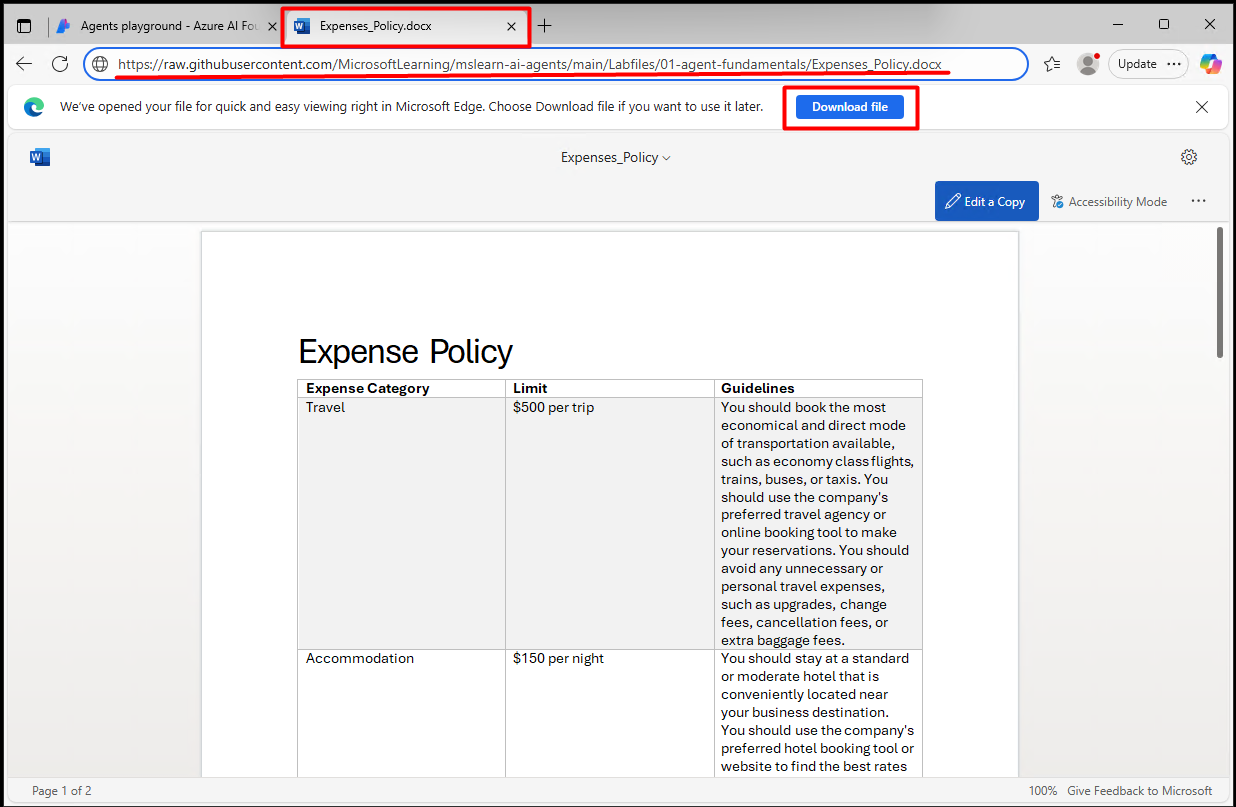 Agents playground - Azure AI Fou
Expenses_Policy.docx
https://raw.githubusercontent.com/MicrosoftLearning/mslearn-ai-agents/main/Labfiles/01-agent-fundamentals/Expenses_Policy.docx
Update
We've opened your file for quick and easy viewing right in Microsoft Edge. Choose Download file if you want to use it later.
Download file
Expenses_Policy
Edit a Copy
Accessibility Mode
Expense Policy
Expense Category Limit Guidelines
Travel $500 per trip You should book the most
economical and direct mode
of transportation available,
such as economy class flights,
trains, buses, or taxis. You
should use the company's
preferred travel agency or
online booking tool to make
your reservations. You should
avoid any unnecessary or
personal travel expenses,
such as upgrades, change
fees, cancellation fees, or
extra baggage fees.
Accommodation $150 per night You should stay at a standard
or moderate hotel that is
conveniently located near
your business destination.
You should use the company's
preferred hotel booking tool or
website to find the best rates
Page 1 of 2
100% Give Feedback to Microsoft